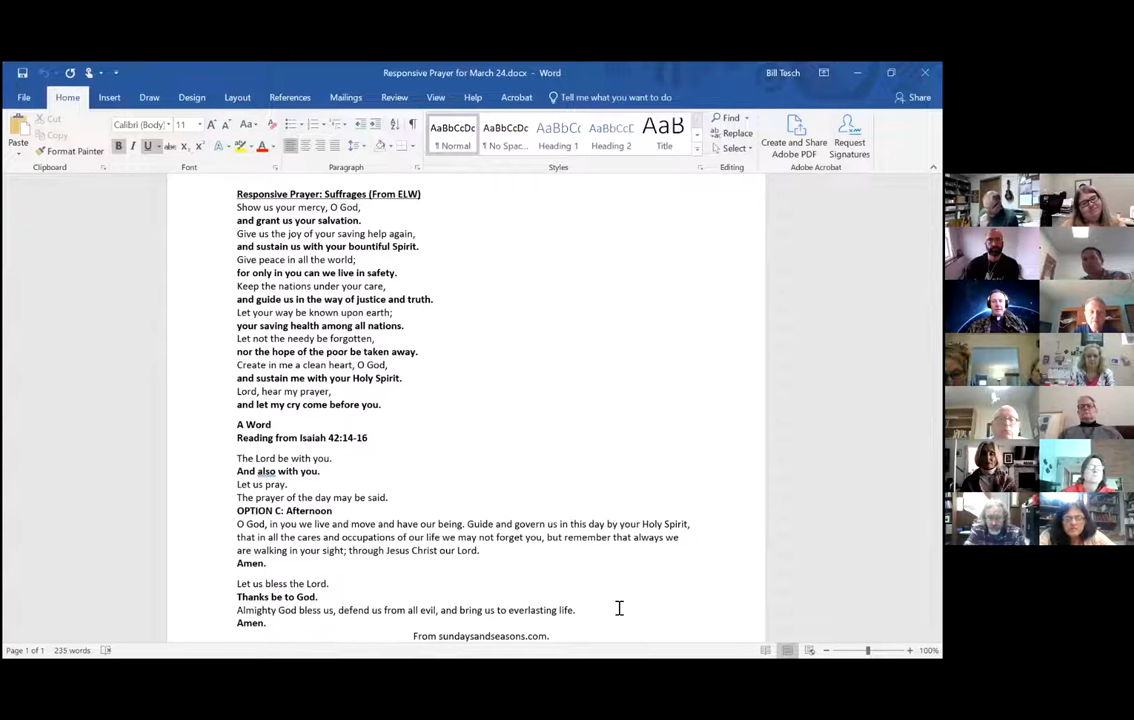 Responsive Prayer for March 24.docx - Word
Bill Tesch
File Home Insert Draw Design Layout References Mailings Review View Help Acrobat Tell me what you want to do Share
Paste
Cut
Copy
Format Painter
Clipboard
Calibri (Body) 11
Font
Paragraph
AaBbCcDc AaBbCcDc AaBbCc AaBbCcC AaB
¶ Normal ¶ No Spac... Heading 1 Heading 2 Title
Styles
Find
Replace
Select
Editing
Create and Share
Adobe PDF
Request
Signatures
Adobe Acrobat
Responsive Prayer: Suffrages (From ELW)
Show us your mercy, O God,
and grant us your salvation.
Give us the joy of your saving help again,
and sustain us with your bountiful Spirit.
Give peace in all the world;
for only in you can we live in safety.
Keep the nations under your care,
and guide us in the way of justice and truth.
Let your way be known upon earth;
your saving health among all nations.
Let not the needy be forgotten,
nor the hope of the poor be taken away.
Create in me a clean heart, O God,
and sustain me with your Holy Spirit.
Lord, hear my prayer,
and let my cry come before you.
A Word
Reading from Isaiah 42:14-16
The Lord be with you.
And also with you.
Let us pray.
The prayer of the day may be said.
OPTION C: Afternoon
O God, in you we live and move and have our being. Guide and govern us in this day by your Holy Spirit,
that in all the cares and occupations of our life we may not forget you, but remember that always we
are walking in your sight; through Jesus Christ our Lord.
Amen.
Let us bless the Lord.
Thanks be to God.
Almighty God bless us, defend us from all evil, and bring us to everlasting life.
Amen.
From sundaysandseasons.com.
Page 1 of 1 235 words 100%